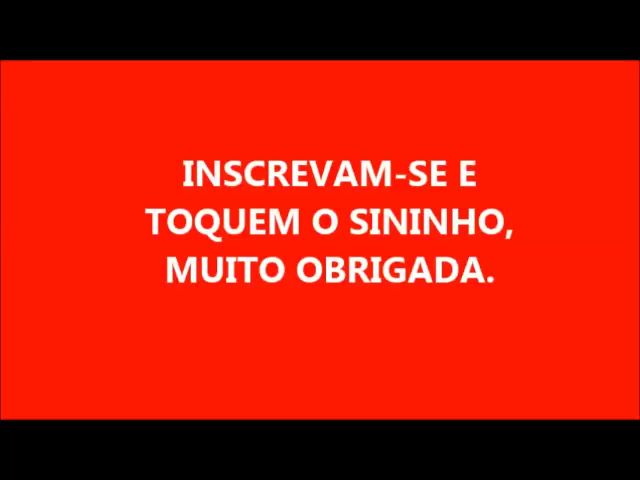 INSCREVAM-SE E
TOQUEM O SININHO,
MUITO OBRIGADA.